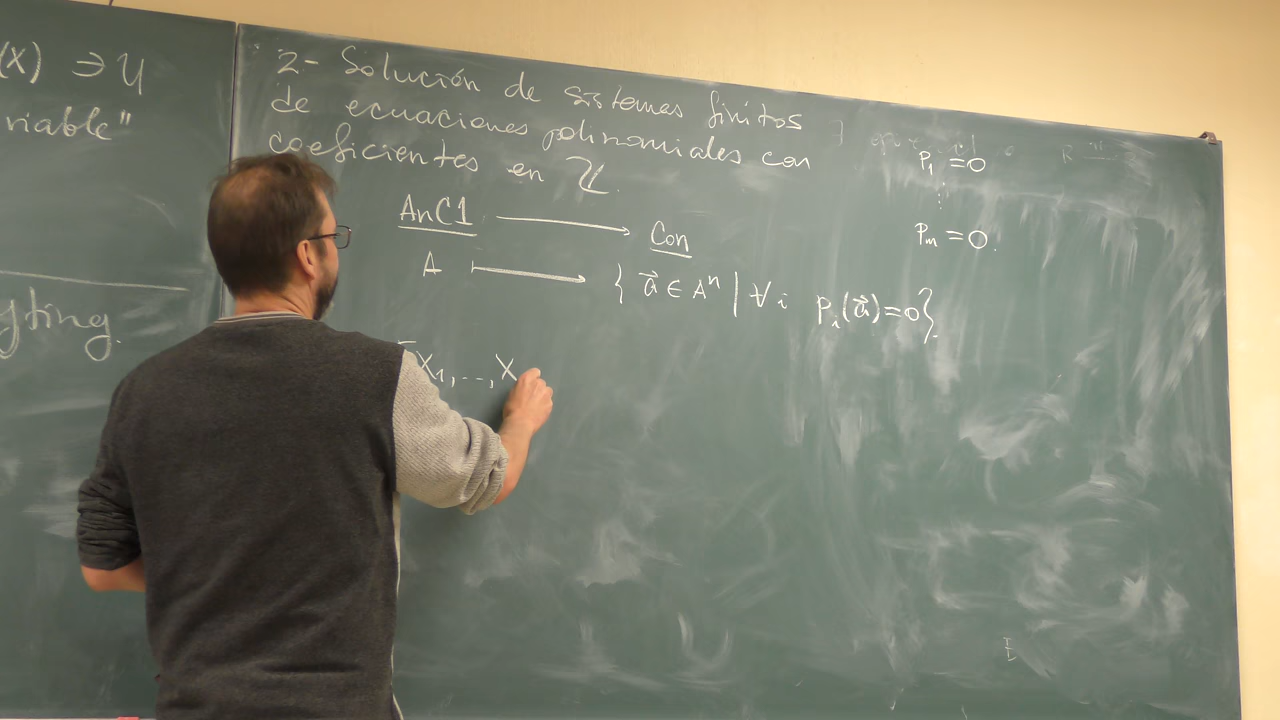 (X) ∋ y
riable"
yting.
2- Solución de sistemas finitos
de ecuaciones polinomiales con
coeficientes en ℤ.
P₁ = 0
⋮
Pₘ = 0.
AnC1 ⟶ Con
A ⟼ { a⃗ ∈ Aⁿ | ∀i Pᵢ(a⃗)=0}.
X₁, ..., X